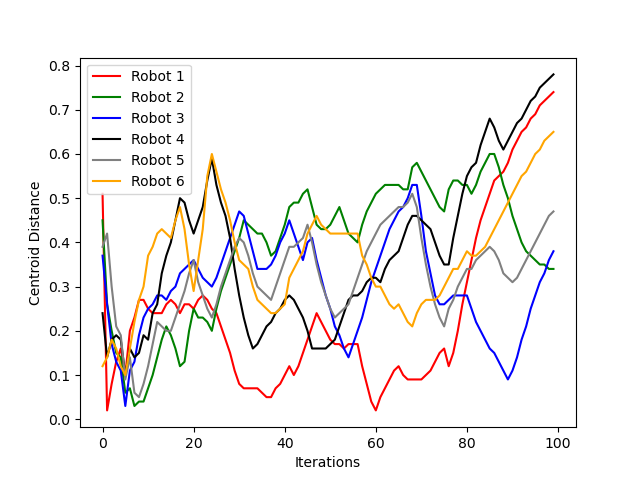 0.8
0.7
0.6
0.5
0.4
0.3
0.2
0.1
0.0
Centroid Distance
Robot 1
Robot 2
Robot 3
Robot 4
Robot 5
Robot 6
0 20 40 60 80 100
Iterations